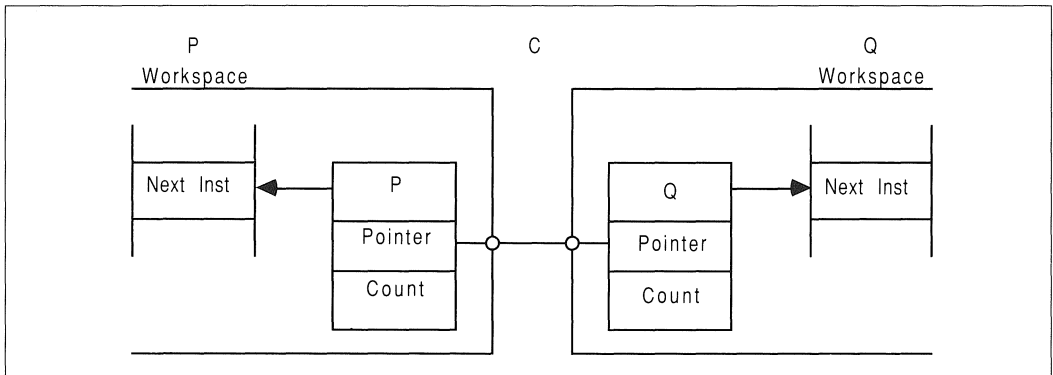 P C Q
Workspace Workspace
Next Inst P Q Next Inst
Pointer Pointer
Count Count